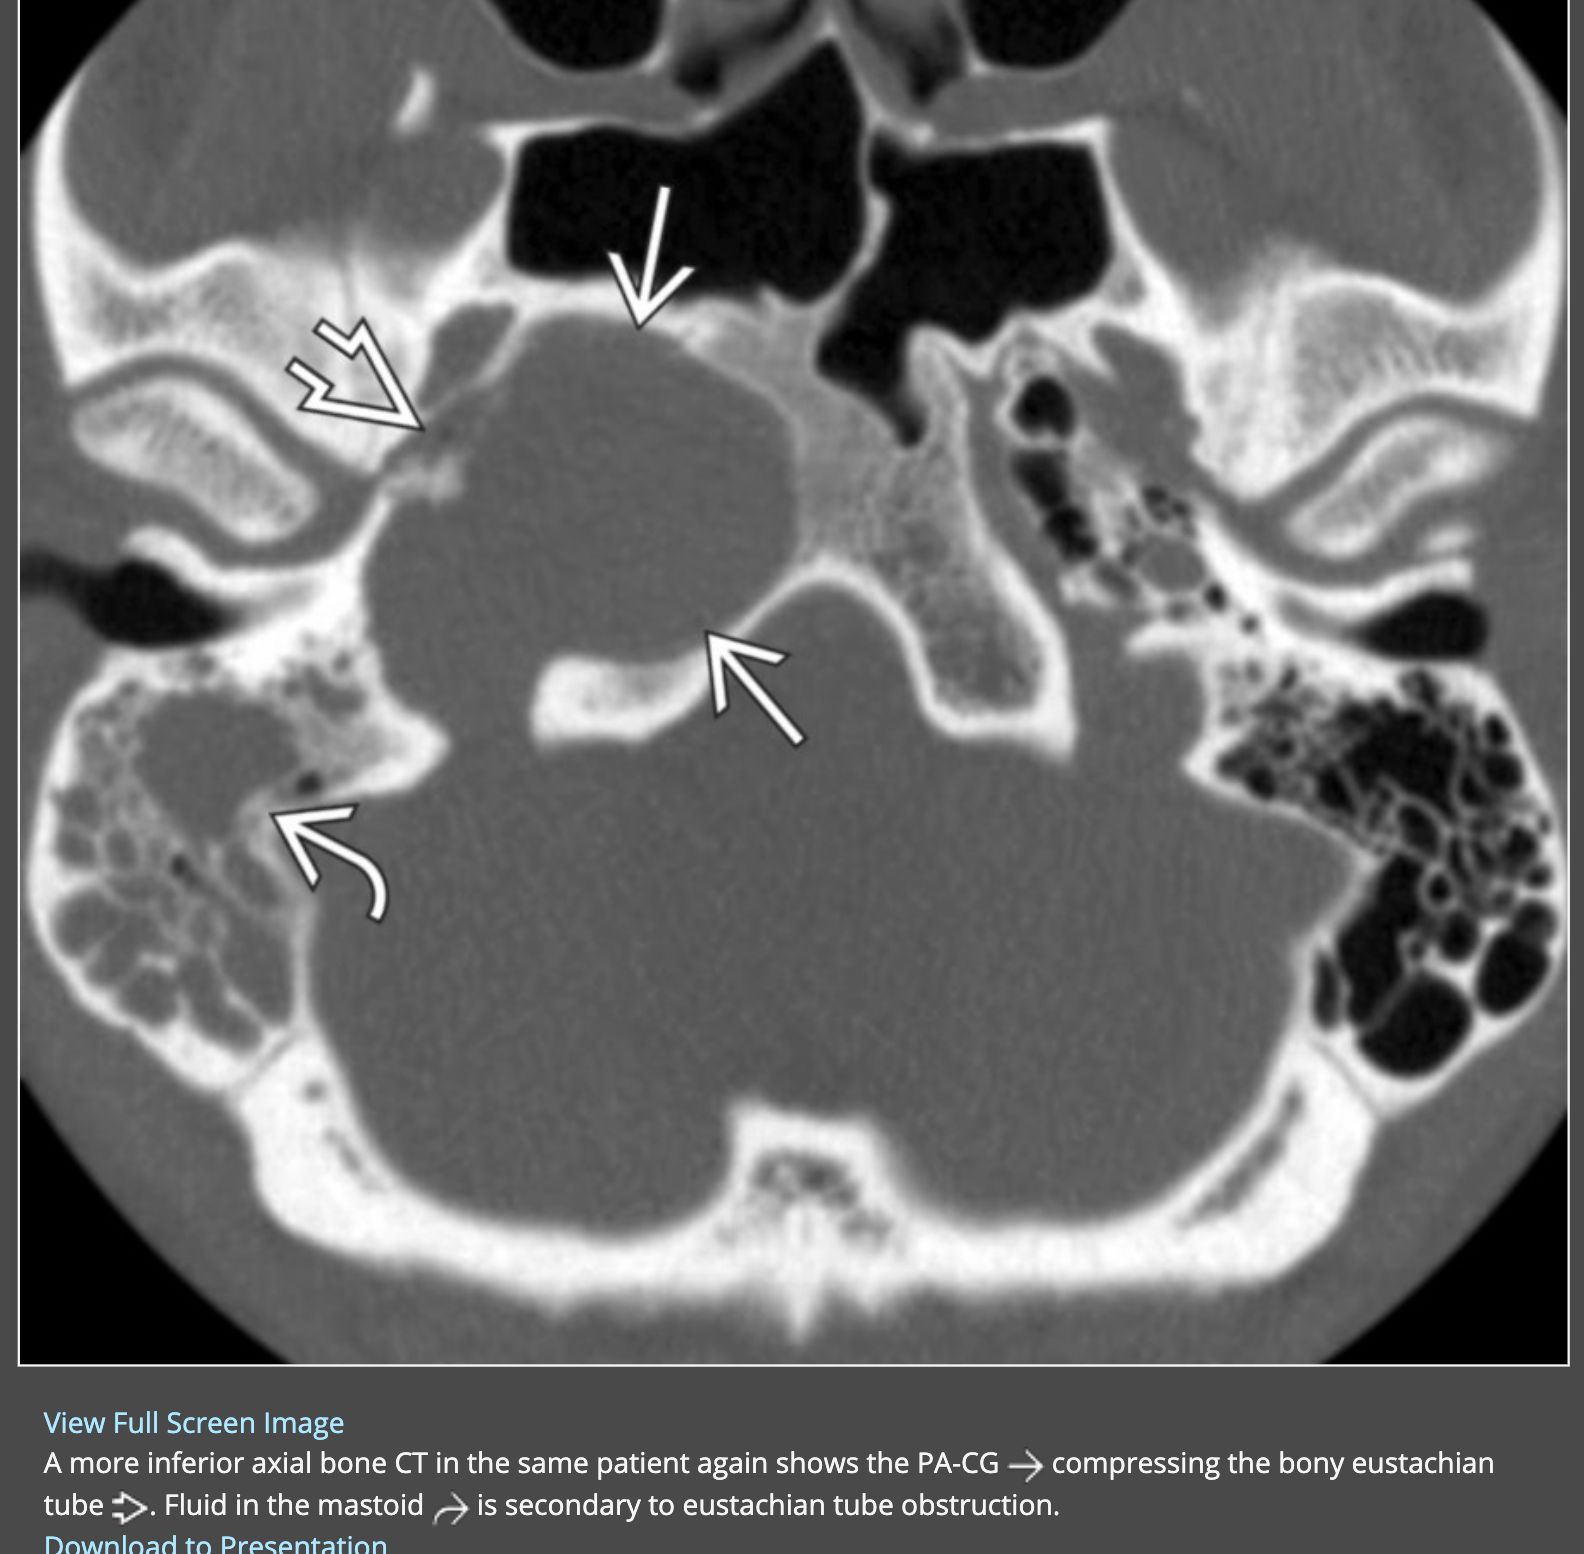 View Full Screen Image
A more inferior axial bone CT in the same patient again shows the PA-CG → compressing the bony eustachian
tube ⇨. Fluid in the mastoid ↷ is secondary to eustachian tube obstruction.
Download to Presentation